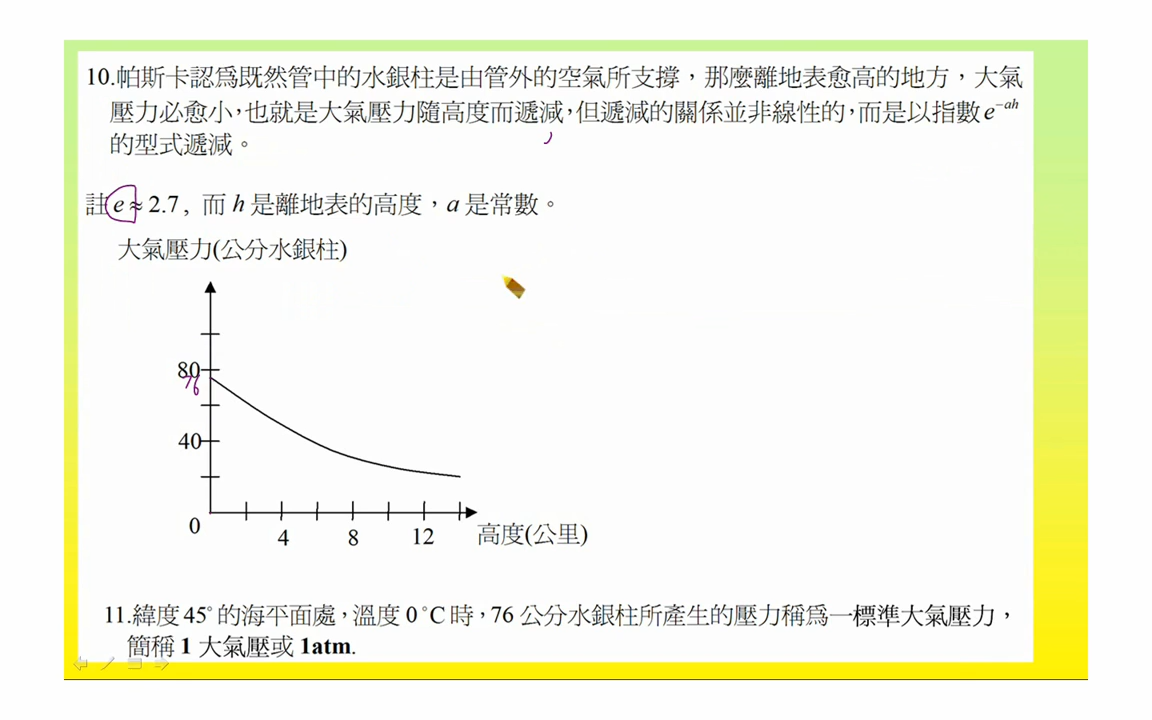 10.帕斯卡認爲既然管中的水銀柱是由管外的空氣所支撐，那麼離地表愈高的地方，大氣
壓力必愈小，也就是大氣壓力隨高度而遞減，但遞減的關係並非線性的，而是以指數 e^{-ah}
的型式遞減。
註 e ≈ 2.7, 而 h 是離地表的高度，a 是常數。
大氣壓力(公分水銀柱)
80
76
40
0
4 8 12 高度(公里)
11.緯度 45° 的海平面處，溫度 0 °C 時，76 公分水銀柱所產生的壓力稱爲一標準大氣壓力，
簡稱 1 大氣壓或 1atm.